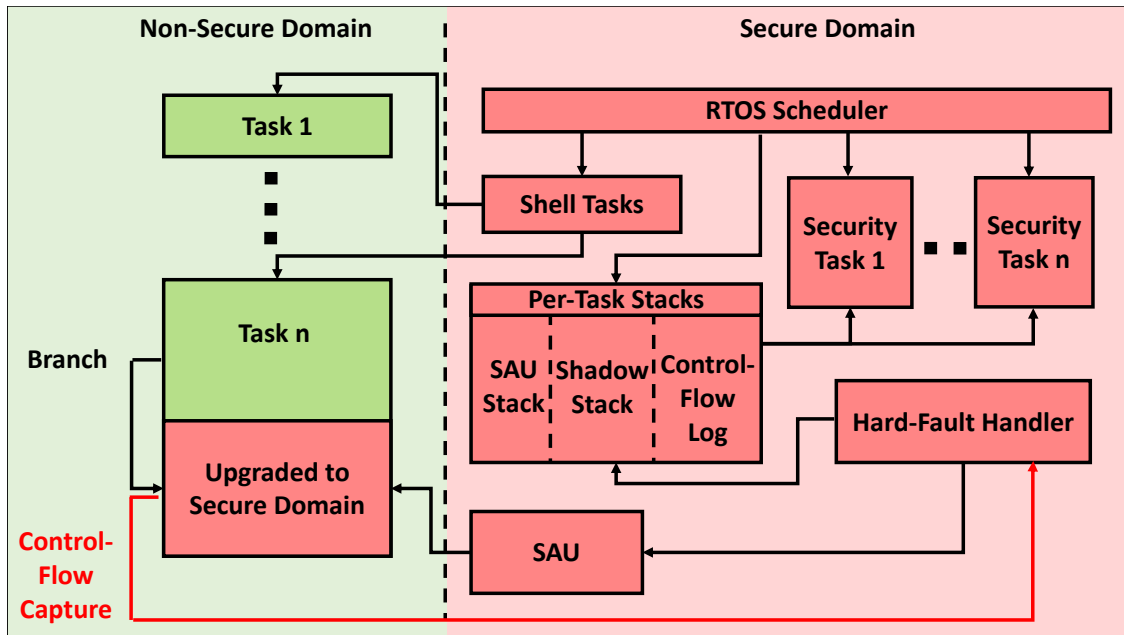 Non-Secure Domain
Secure Domain
Task 1
RTOS Scheduler
Shell Tasks
Security
Task 1
Security
Task n
Per-Task Stacks
Task n
Branch
SAU
Stack
Shadow
Stack
Control-
Flow
Log
Hard-Fault Handler
Upgraded to
Secure Domain
SAU
Control-
Flow
Capture